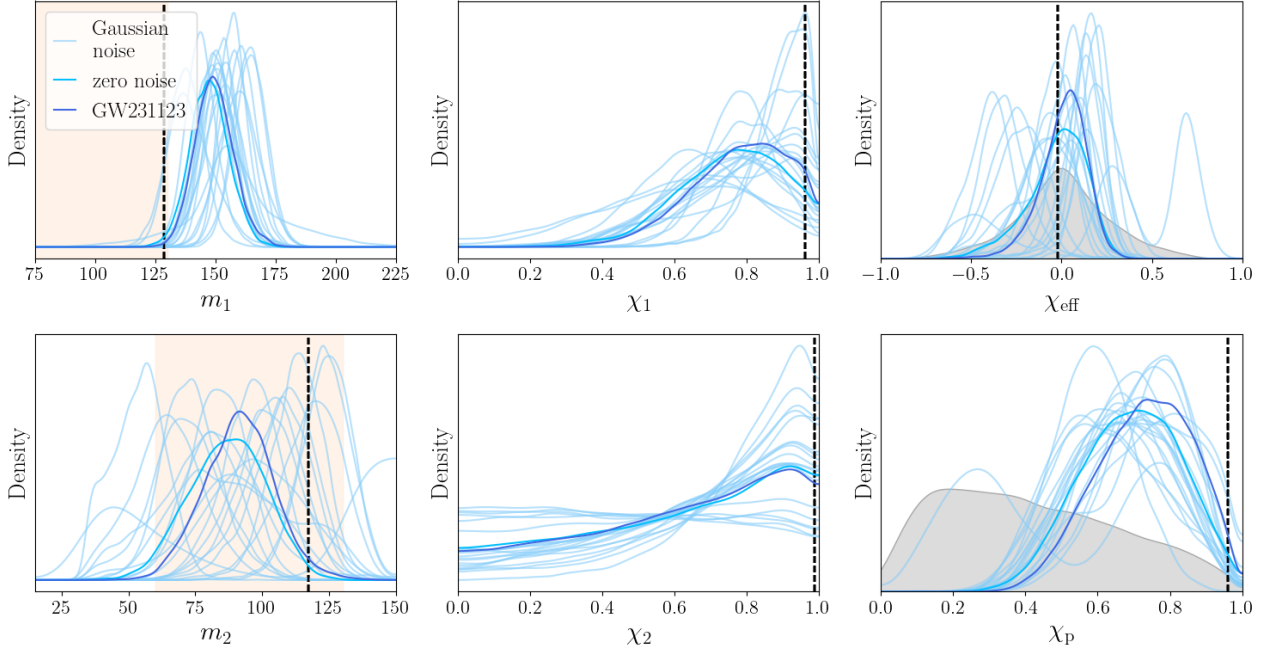 Gaussian
noise
zero noise
GW231123
Density
75 100 125 150 175 200 225
m₁
Density
0.0 0.2 0.4 0.6 0.8 1.0
χ₁
Density
−1.0 −0.5 0.0 0.5 1.0
χ_eff
Density
25 50 75 100 125 150
m₂
Density
0.0 0.2 0.4 0.6 0.8 1.0
χ₂
Density
0.0 0.2 0.4 0.6 0.8 1.0
χ_p